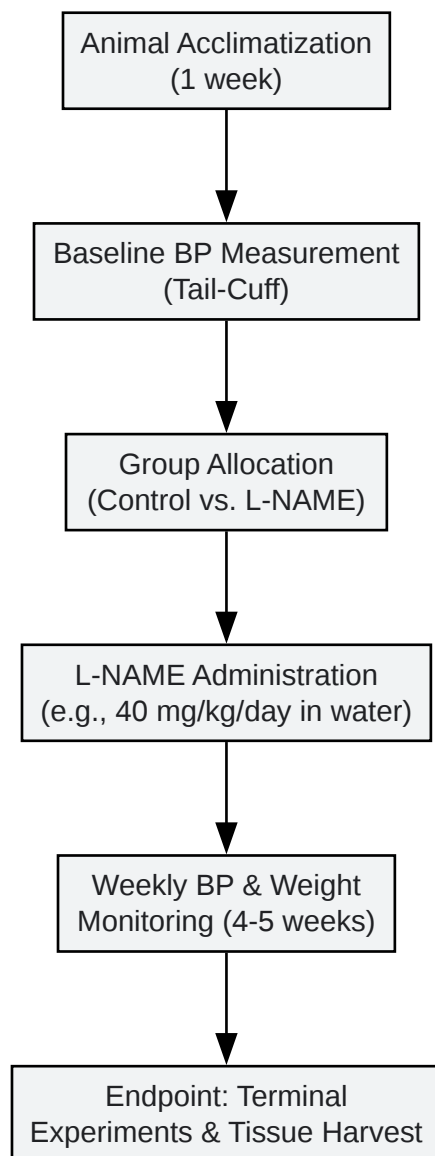 Animal Acclimatization
(1 week)
Baseline BP Measurement
(Tail-Cuff)
Group Allocation
(Control vs. L-NAME)
L-NAME Administration
(e.g., 40 mg/kg/day in water)
Weekly BP & Weight
Monitoring (4-5 weeks)
Endpoint: Terminal
Experiments & Tissue Harvest